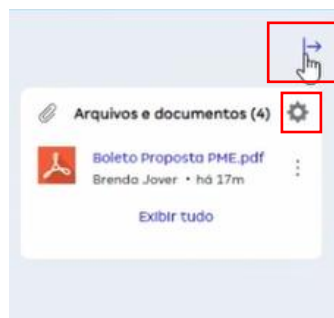 Arquivos e documentos (4)
Boleto Proposta PME.pdf
Brenda Jover • há 17m
Exibir tudo